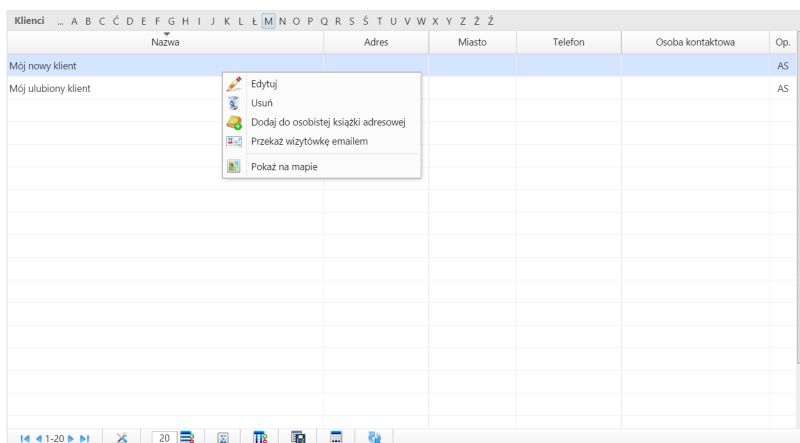 Klienci ... A B C Ć D E F G H I J K L Ł M N O P Q R S Ś T U V W X Y Z Ż Ź
Nazwa Adres Miasto Telefon Osoba kontaktowa Op.
Mój nowy klient AS
Mój ulubiony klient AS
Edytuj
Usuń
Dodaj do osobistej książki adresowej
Przekaż wizytówkę emailem
Pokaż na mapie
1-20 20